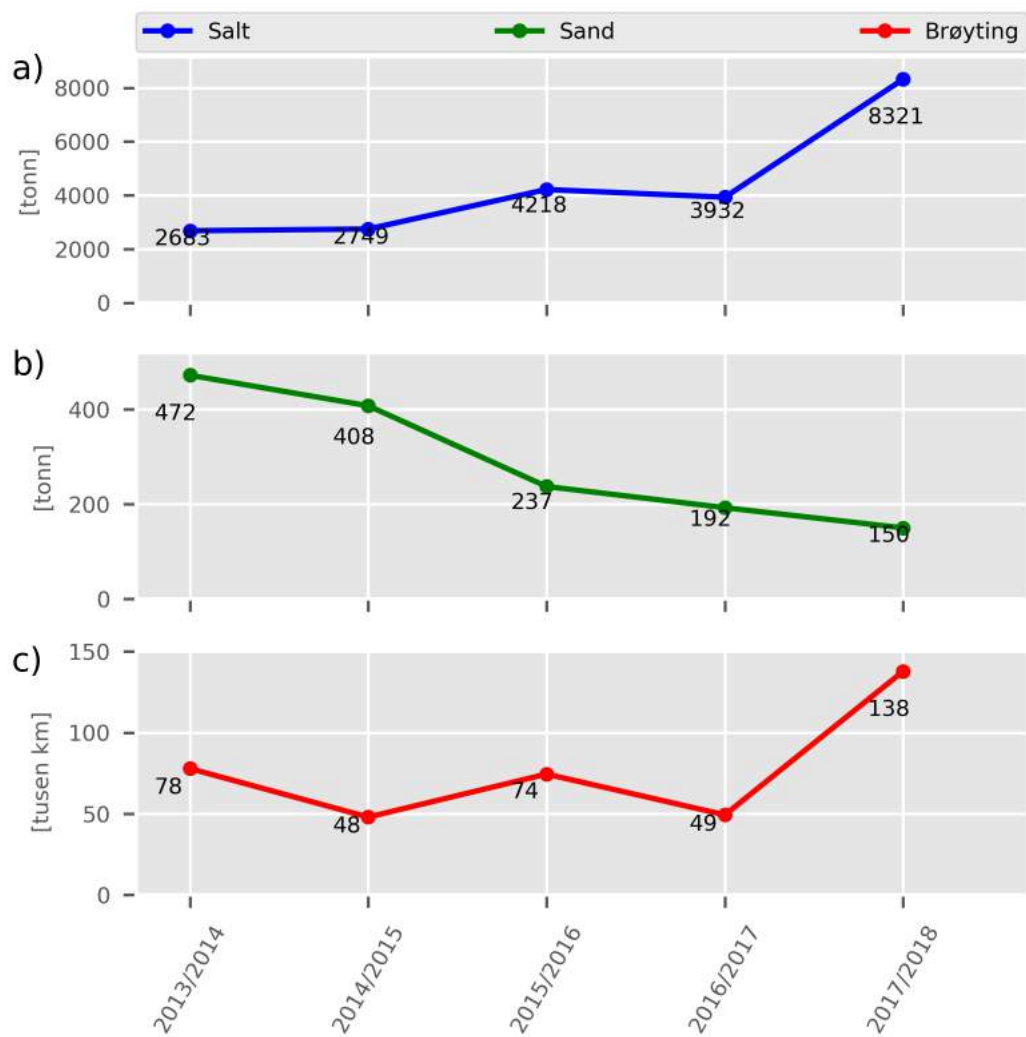 Salt Sand Brøyting
a)
8000
6000
4000
2000
0
[tonn]
2683 2749 4218 3932 8321
b)
400
200
0
[tonn]
472 408 237 192 150
c)
150
100
50
0
[tusen km]
78 48 74 49 138
2013/2014 2014/2015 2015/2016 2016/2017 2017/2018